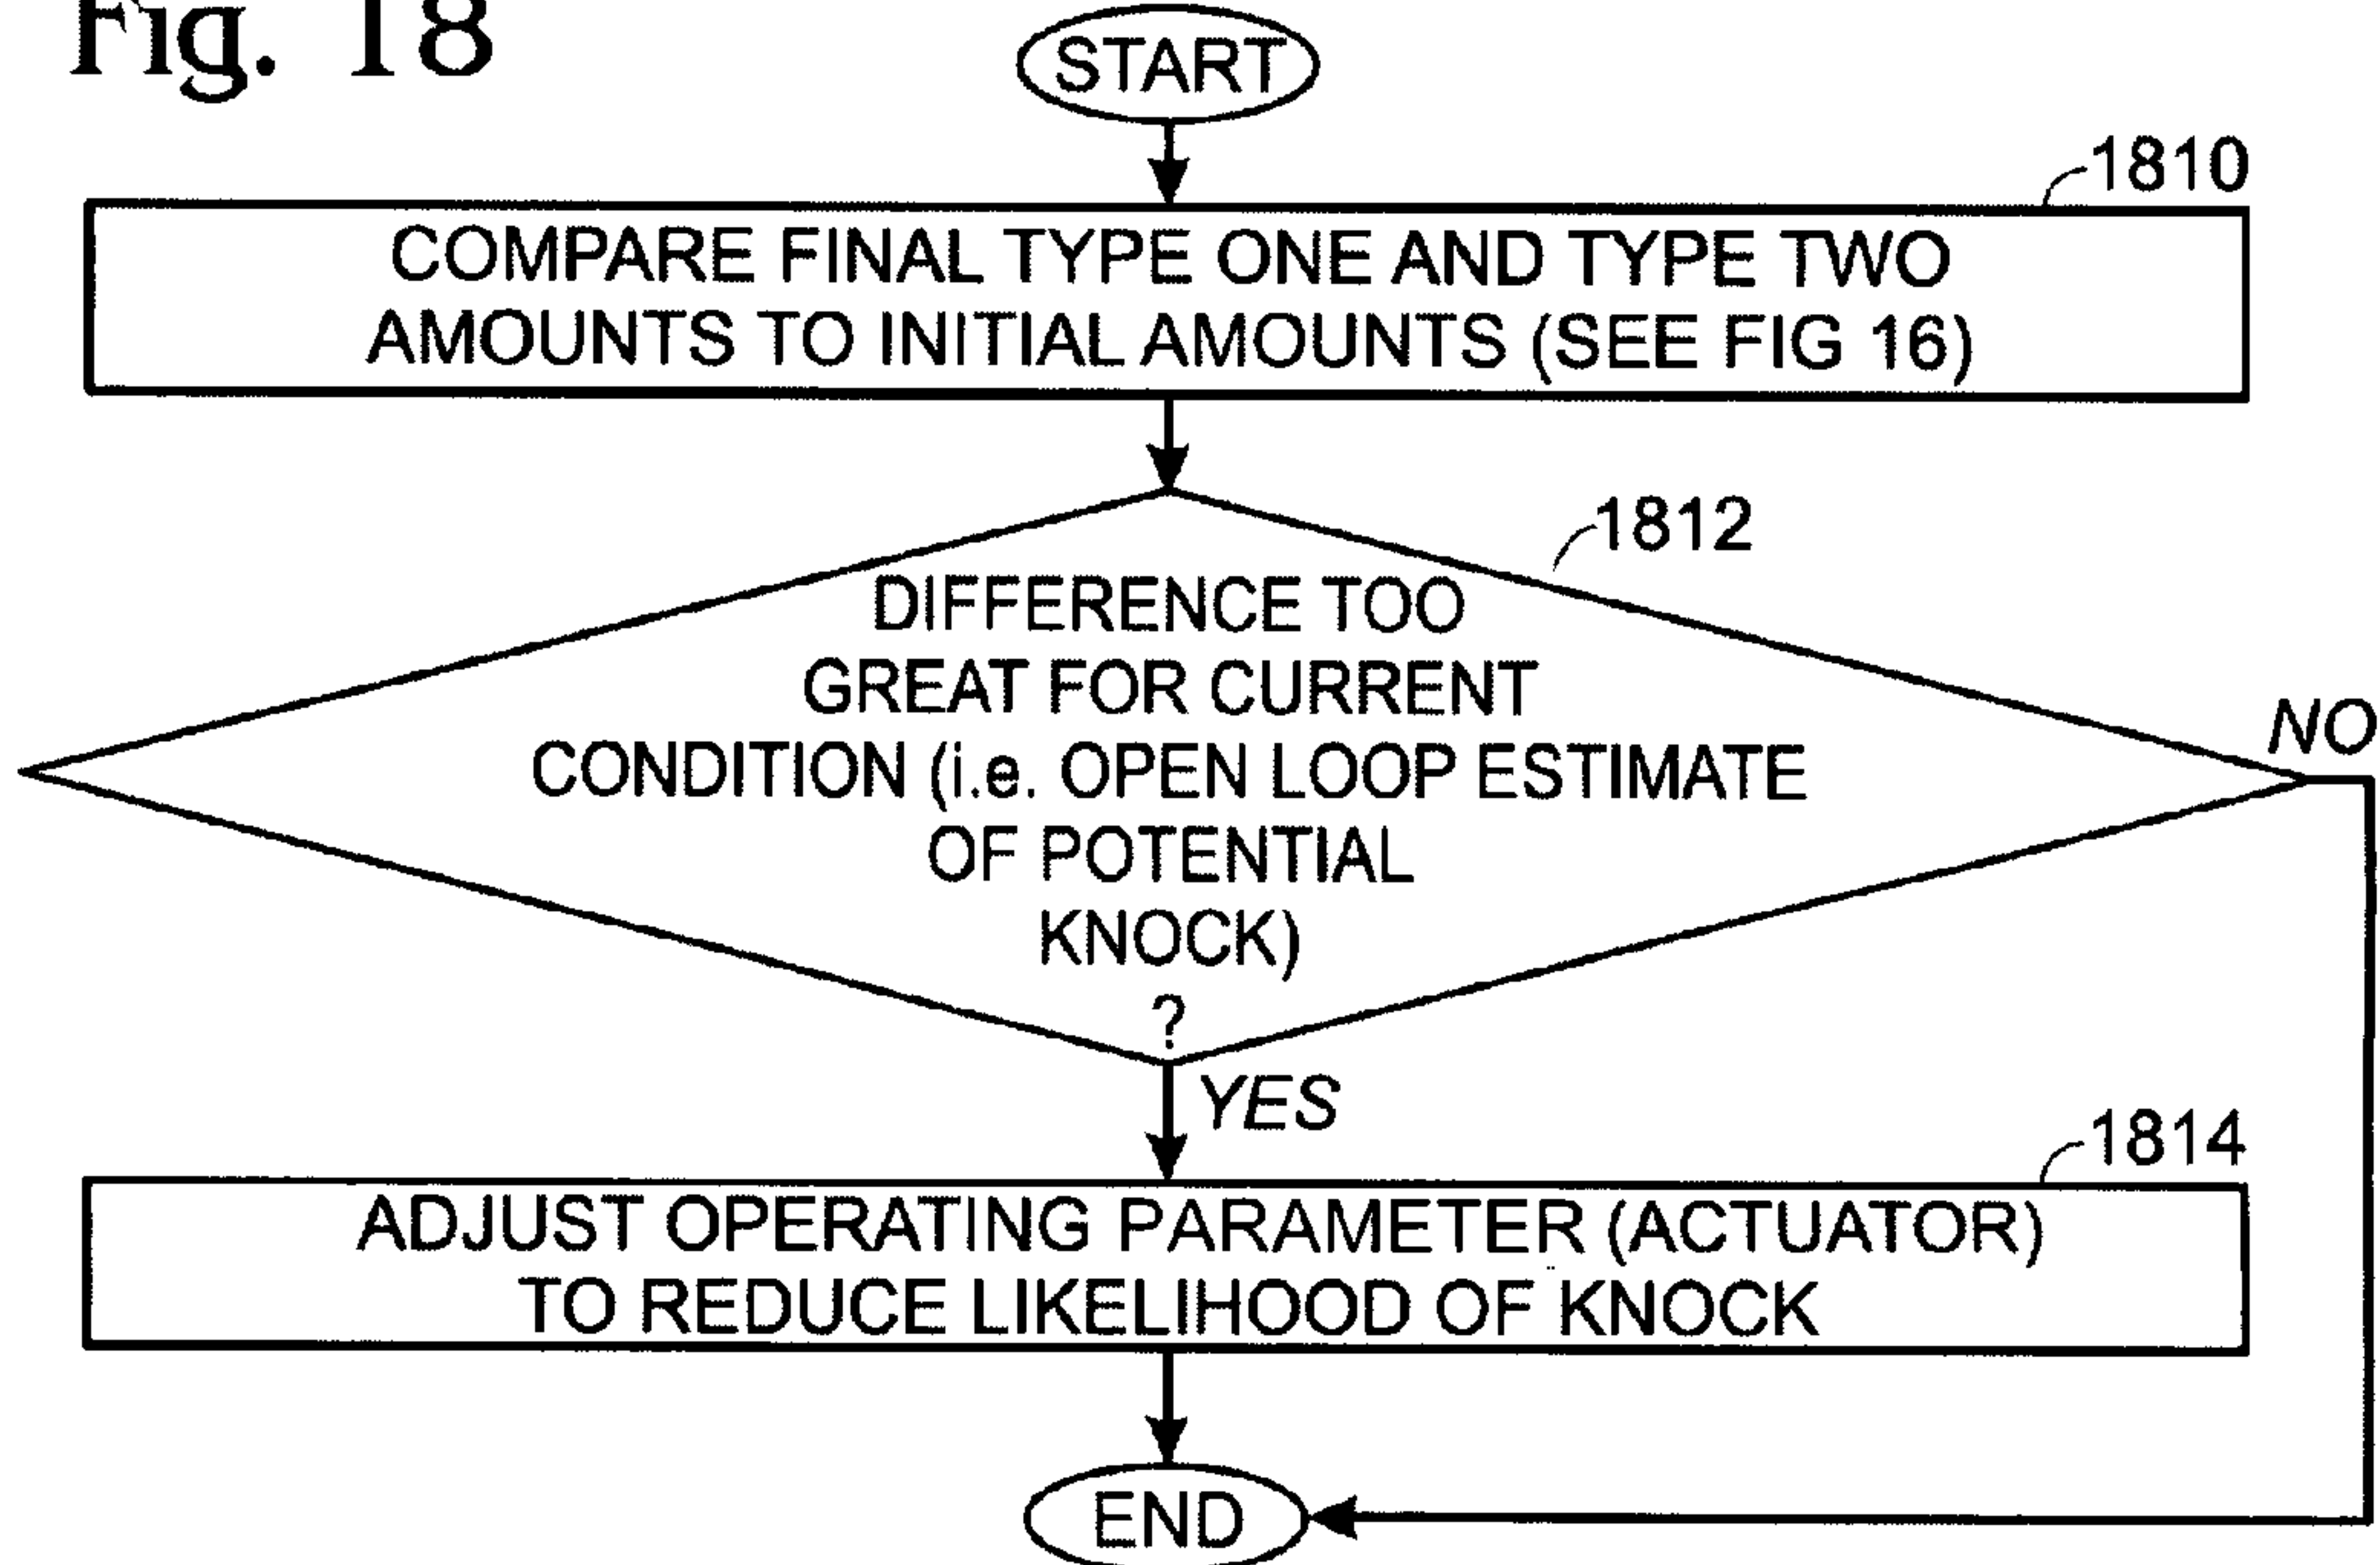 Fig. 18
START
1810
COMPARE FINAL TYPE ONE AND TYPE TWO
AMOUNTS TO INITIAL AMOUNTS (SEE FIG 16)
1812
DIFFERENCE TOO
GREAT FOR CURRENT
CONDITION (i.e. OPEN LOOP ESTIMATE
OF POTENTIAL
KNOCK)
?
NO
YES
1814
ADJUST OPERATING PARAMETER (ACTUATOR)
TO REDUCE LIKELIHOOD OF KNOCK
END